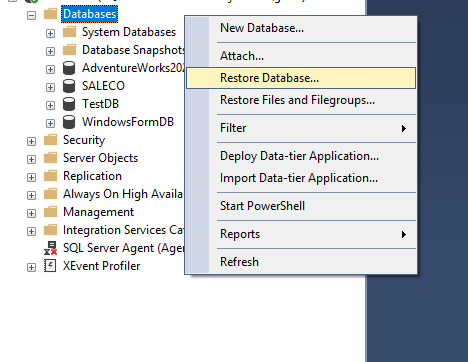 Databases
System Databases
Database Snapshots
AdventureWorks202
SALECO
TestDB
WindowsFormDB
Security
Server Objects
Replication
Always On High Availa
Management
Integration Services Cat
SQL Server Agent (Agen
XEvent Profiler
New Database...
Attach...
Restore Database...
Restore Files and Filegroups...
Filter
Deploy Data-tier Application...
Import Data-tier Application...
Start PowerShell
Reports
Refresh